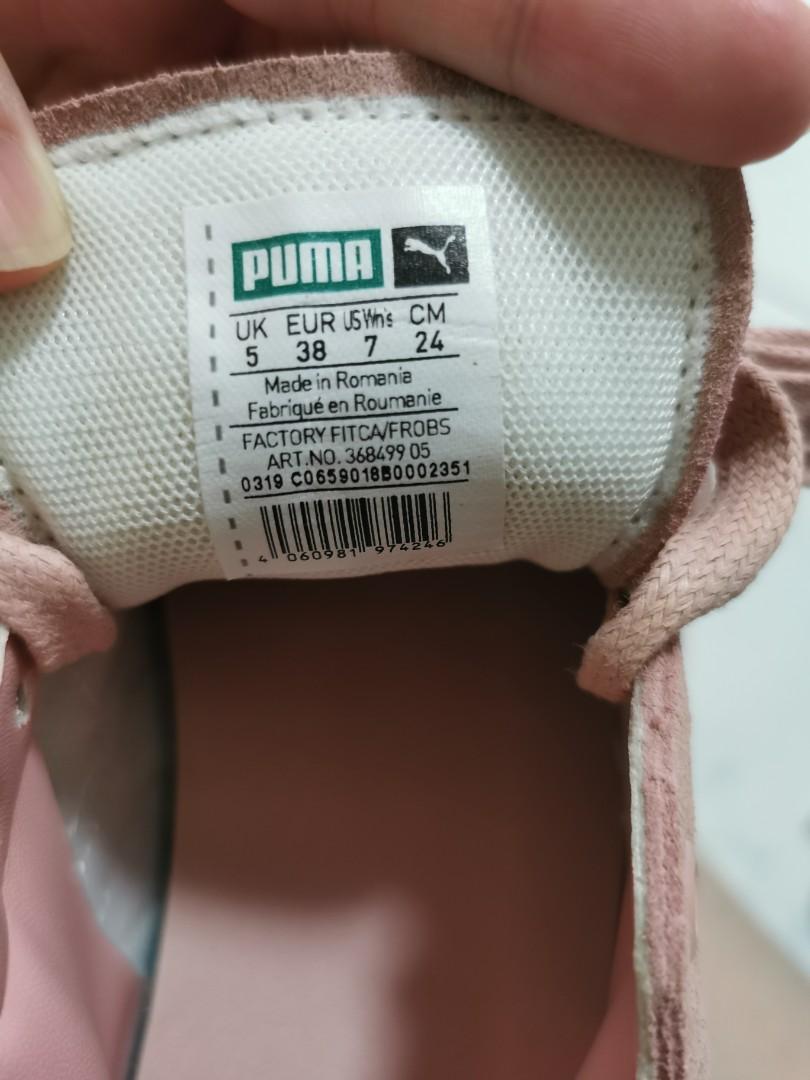 PUMA
UK EUR US Wn's CM
5 38 7 24
Made in Romania
Fabriqué en Roumanie
FACTORY FITCA/FROBS
ART.NO. 368499 05
0319 C0659018B0002351
4 060981 974246